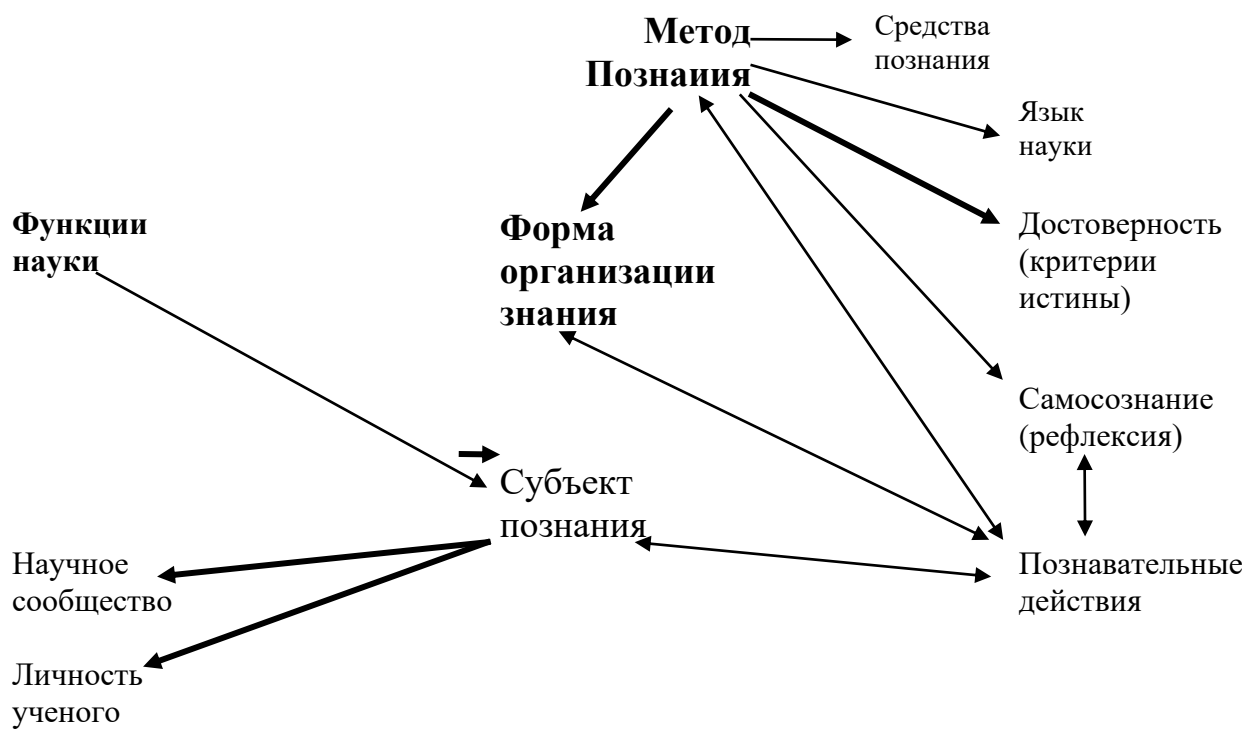 Метод
Познаиия
Средства
познания
Язык
науки
Функции
науки
Форма
организации
знания
Достоверность
(критерии
истины)
Самосознание
(рефлексия)
Субъект
познания
Научное
сообщество
Познавательные
действия
Личность
ученого